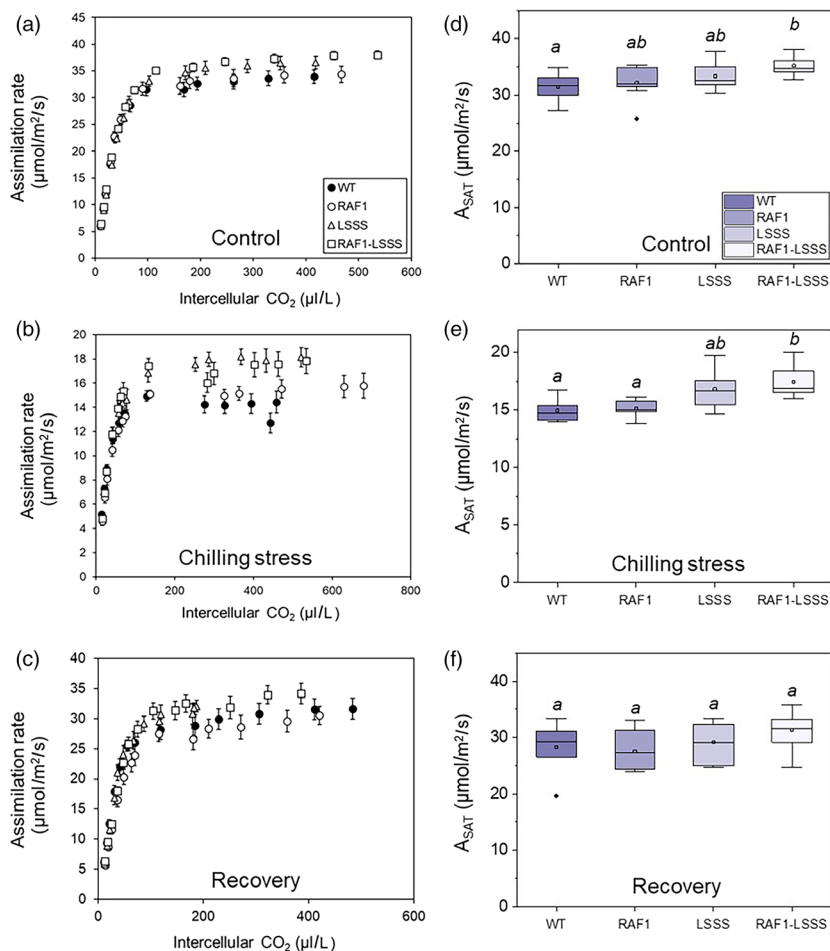 (a)
Assimilation rate
(µmol/m²/s)
45
40
35
30
25
20
15
10
5
0
0 100 200 300 400 500 600
Intercellular CO₂ (µl/L)
WT
RAF1
LSSS
RAF1-LSSS
Control
(d)
A_SAT (µmol/m²/s)
40
30
20
10
0
a ab ab b
WT
RAF1
LSSS
RAF1-LSSS
Control
WT RAF1 LSSS RAF1-LSSS
(b)
Assimilation rate
(µmol/m²/s)
20
18
16
14
12
10
8
6
4
2
0
0 200 400 600 800
Intercellular CO₂ (µl/L)
Chilling stress
(e)
A_SAT (µmol/m²/s)
20
15
10
5
0
a a ab b
Chilling stress
WT RAF1 LSSS RAF1-LSSS
(c)
Assimilation rate
(µmol/m²/s)
40
35
30
25
20
15
10
5
0
0 200 400 600
Intercellular CO₂ (µl/L)
Recovery
(f)
A_SAT (µmol/m²/s)
40
30
20
10
0
a a a a
Recovery
WT RAF1 LSSS RAF1-LSSS